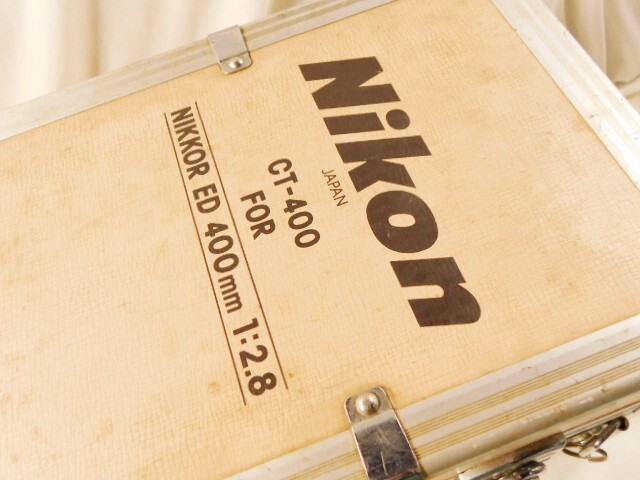 Nikon
JAPAN
CT-400
FOR
NIKKOR ED 400mm 1:2.8